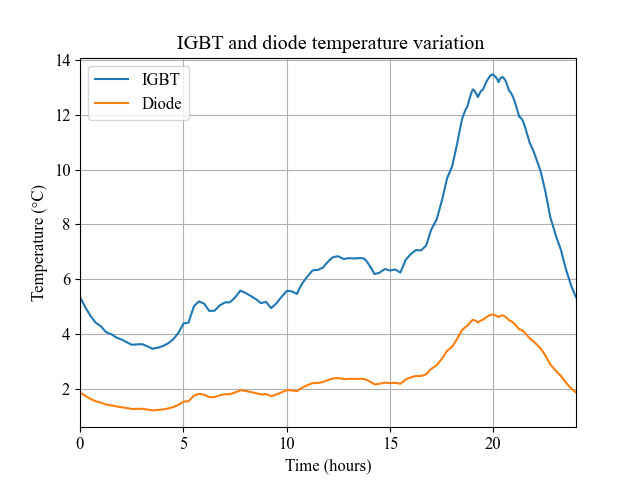 IGBT and diode temperature variation
IGBT
Diode
Temperature (°C)
14
12
10
8
6
4
2
0
5
10
15
20
Time (hours)